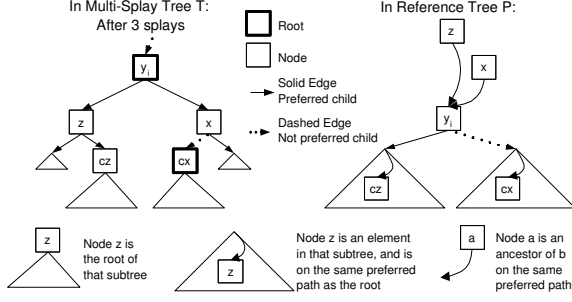 In Multi-Splay Tree T:
After 3 splays
In Reference Tree P:
Root
Node
Solid Edge
Preferred child
Dashed Edge
Not preferred child
y i
z
x
cz
cx
z
x
y i
cz
cx
z
Node z is
the root of
that subtree
z
Node z is an element
in that subtree, and is
on the same preferred
path as the root
a
Node a is an
ancestor of b
on the same
preferred path